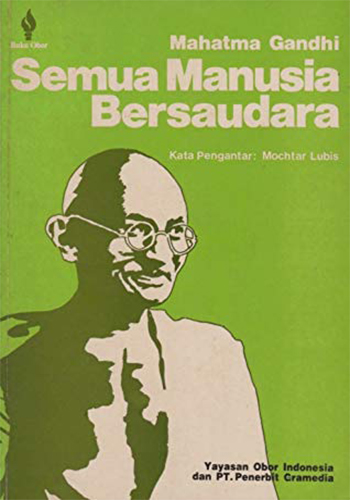 Buku Obor
Mahatma Gandhi
Semua Manusia
Bersaudara
Kata Pengantar: Mochtar Lubis
Yayasan Obor Indonesia
dan PT. Penerbit Gramedia